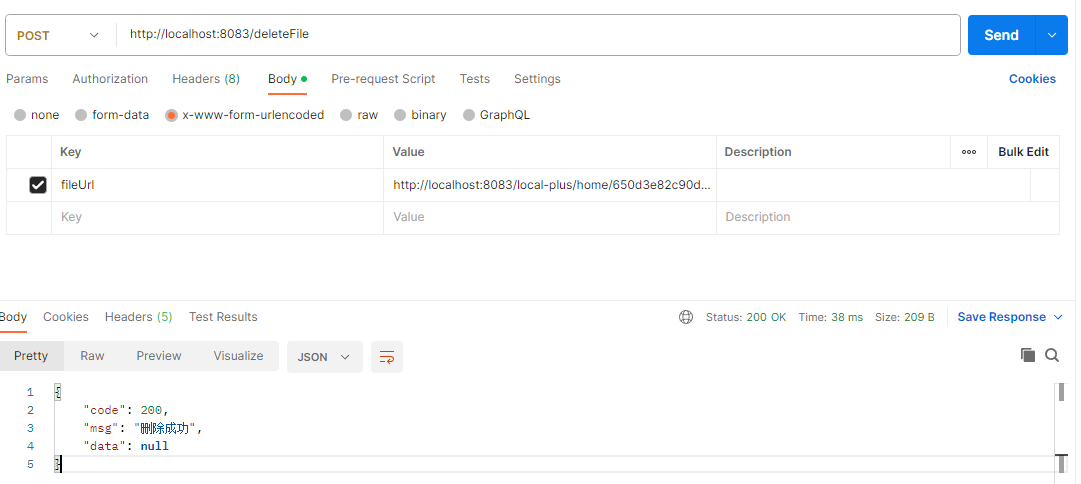 POST http://localhost:8083/deleteFile Send
Params Authorization Headers (8) Body Pre-request Script Tests Settings Cookies
none form-data x-www-form-urlencoded raw binary GraphQL
Key Value Description Bulk Edit
fileUrl http://localhost:8083/local-plus/home/650d3e82c90d...
Key Value Description
Body Cookies Headers (5) Test Results Status: 200 OK Time: 38 ms Size: 209 B Save Response
Pretty Raw Preview Visualize JSON
1 {
2 "code": 200,
3 "msg": "删除成功",
4 "data": null
5 }